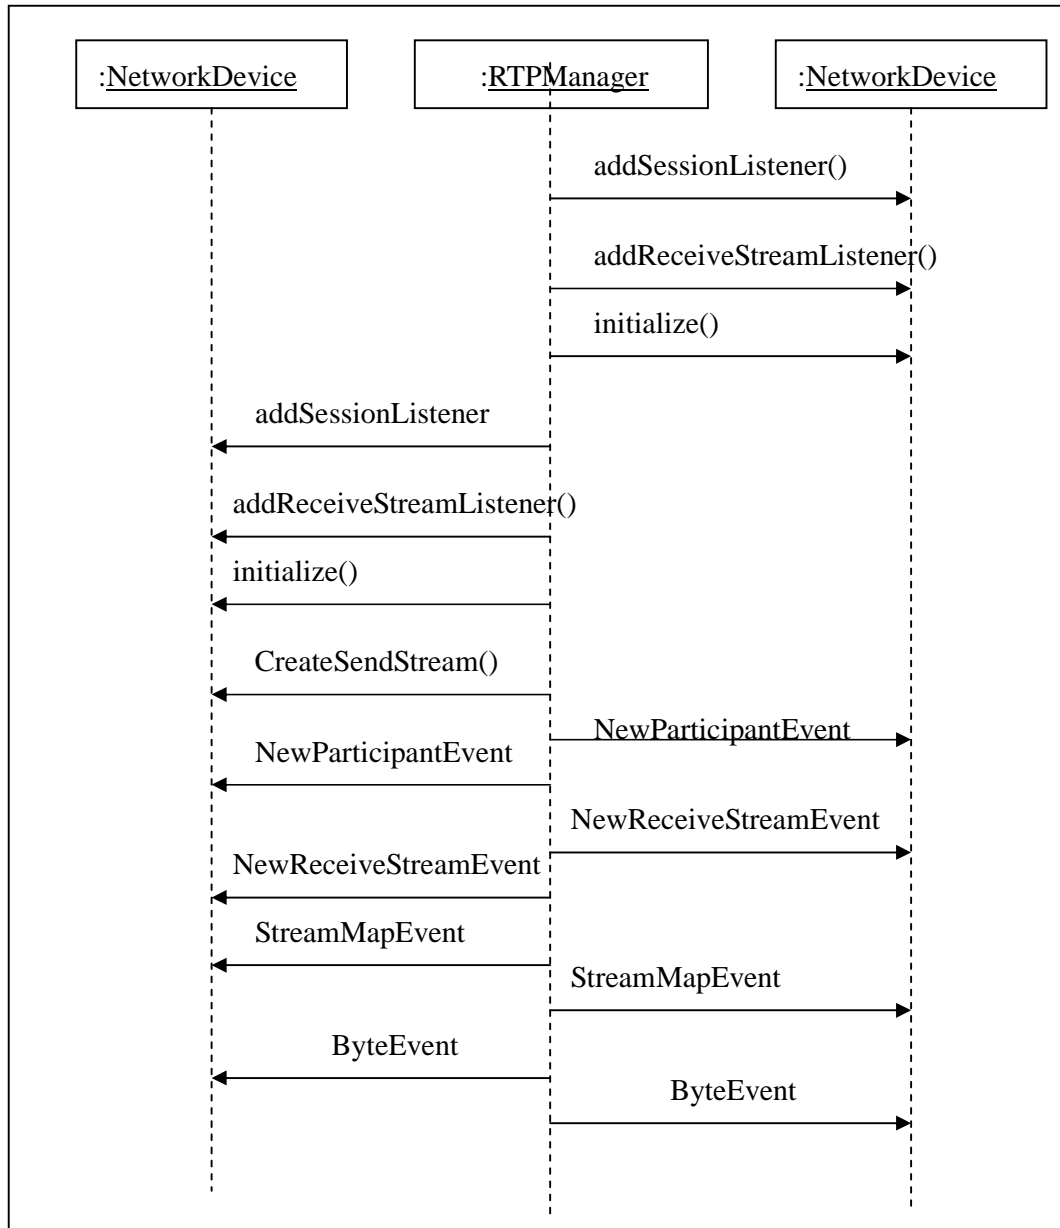 :NetworkDevice
:RTPManager
:NetworkDevice
addSessionListener()
addReceiveStreamListener()
initialize()
addSessionListener
addReceiveStreamListener()
initialize()
CreateSendStream()
NewParticipantEvent
NewParticipantEvent
NewReceiveStreamEvent
NewReceiveStreamEvent
StreamMapEvent
StreamMapEvent
ByteEvent
ByteEvent